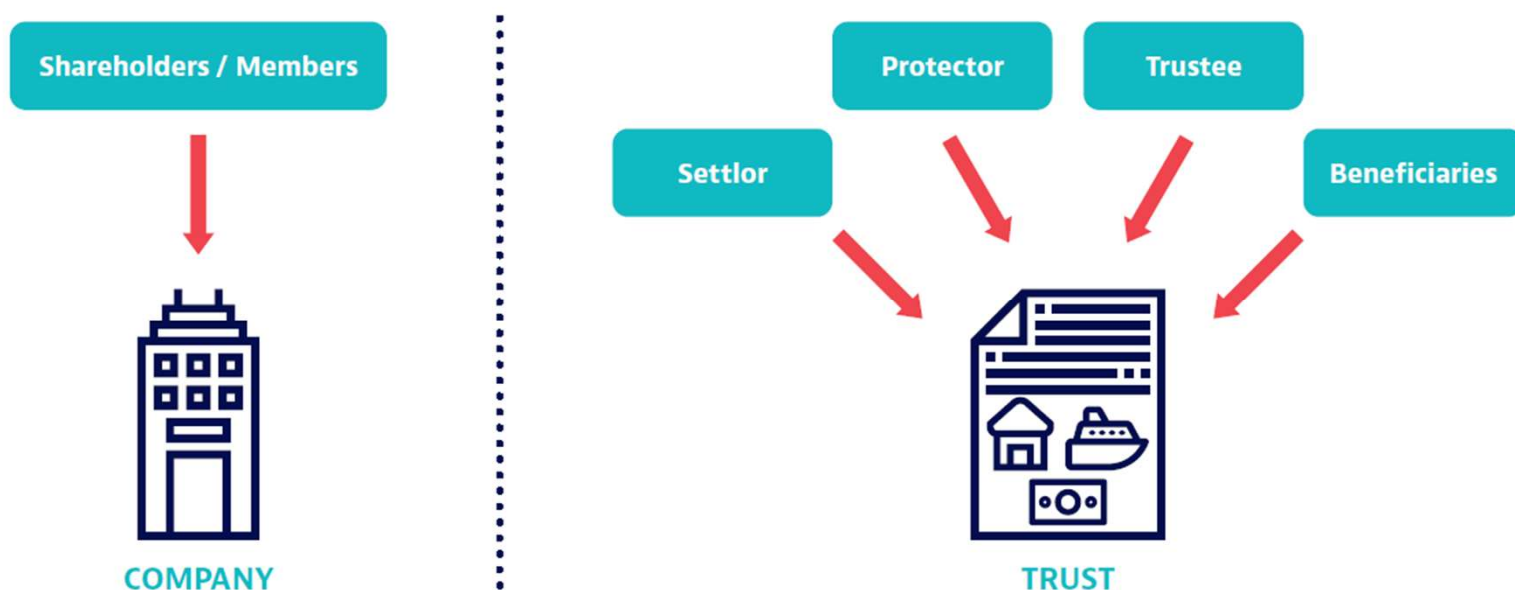 Shareholders / Members
COMPANY
Protector
Trustee
Settlor
Beneficiaries
TRUST